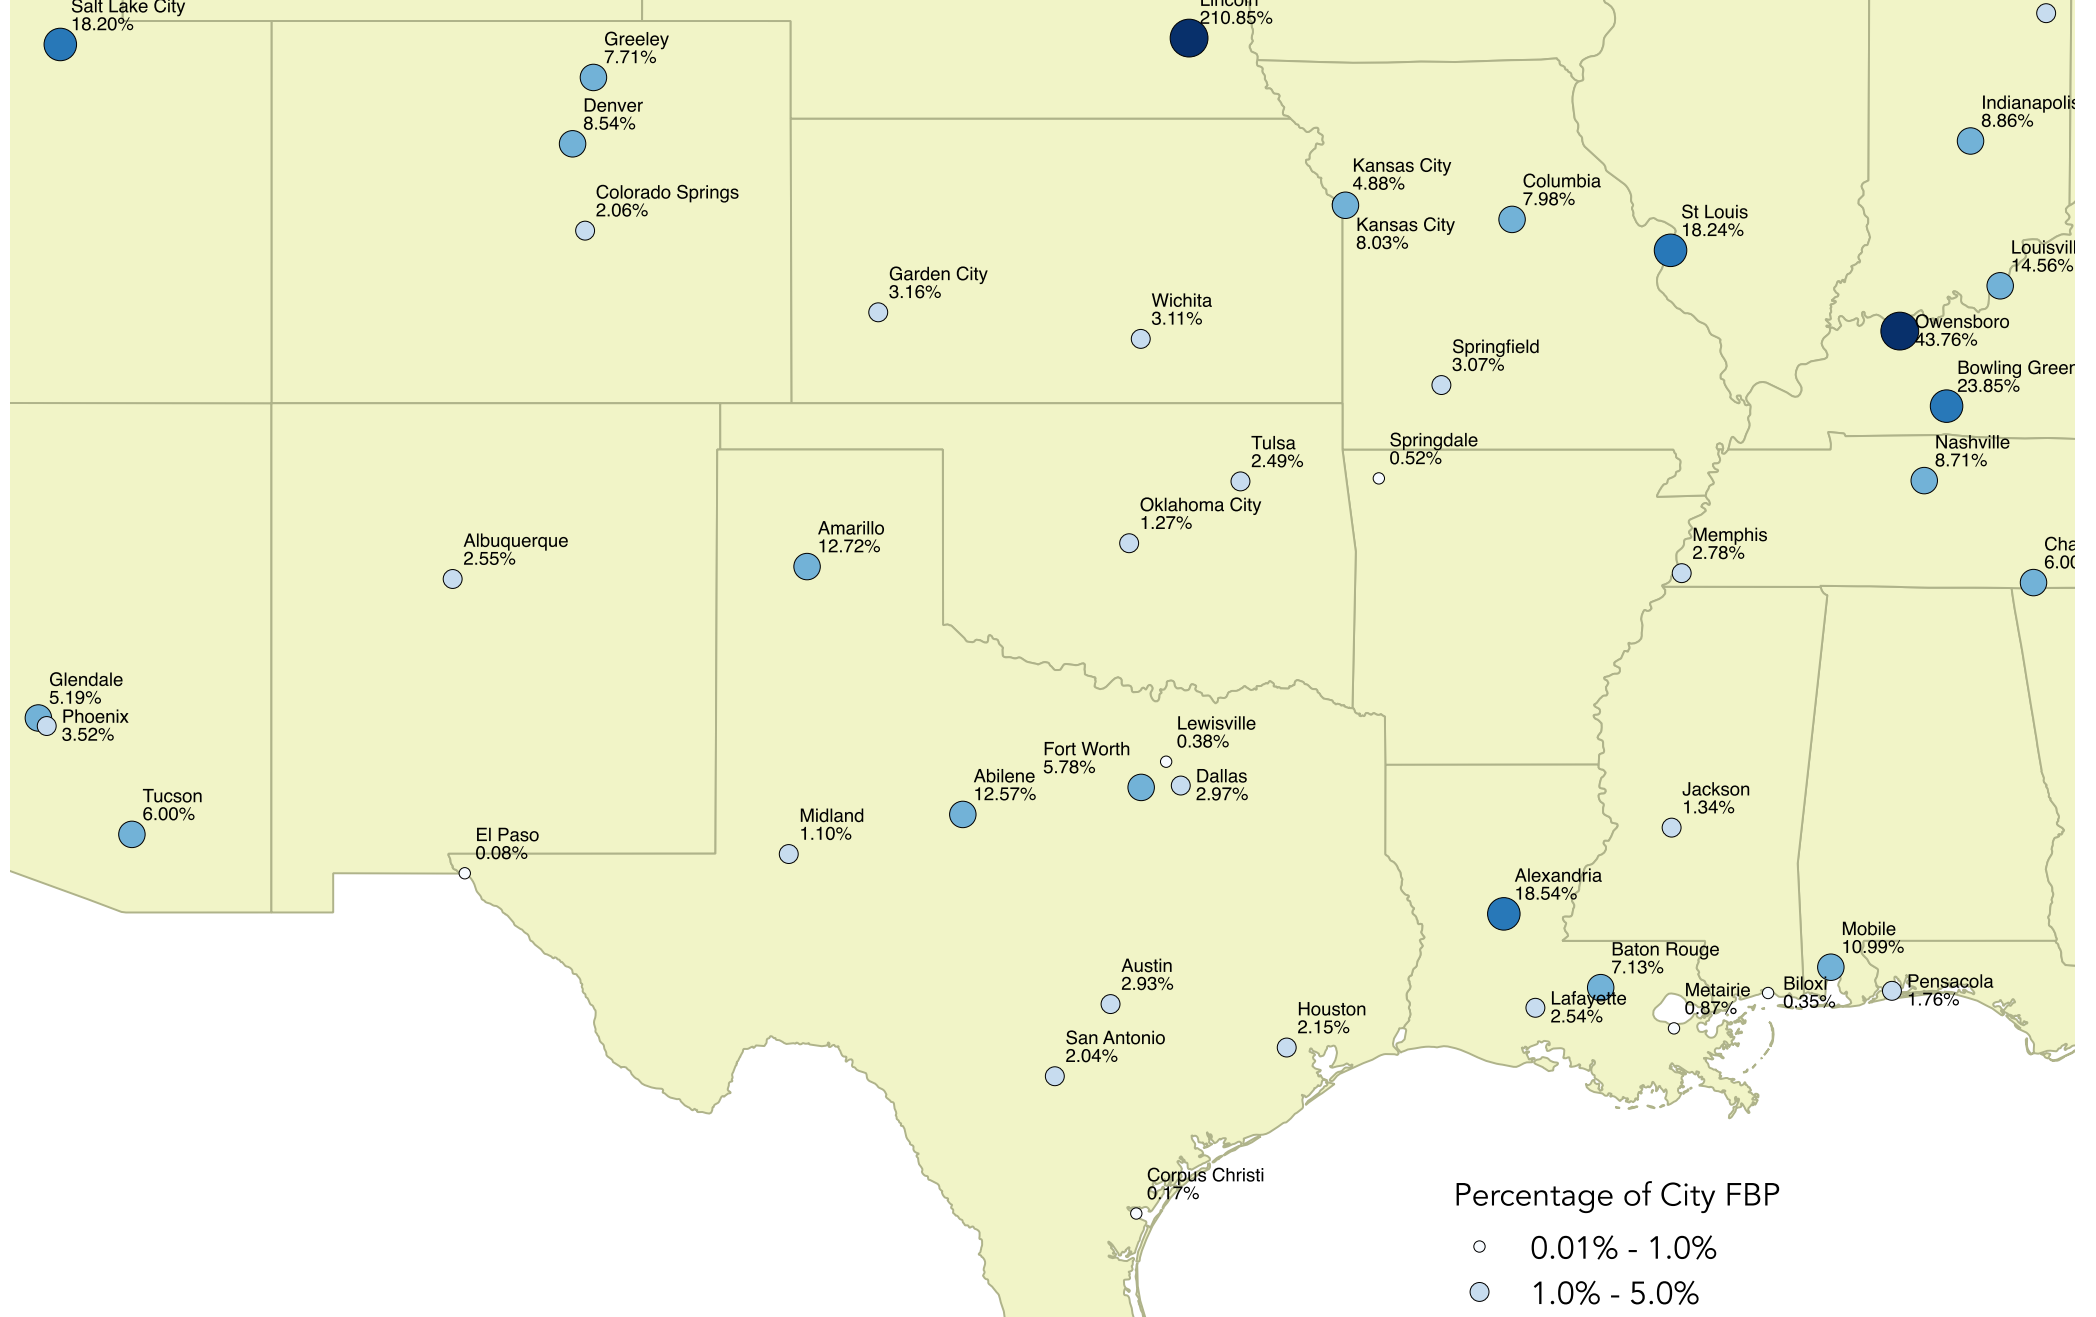 Salt Lake City
18.20%
Greeley
7.71%
Denver
8.54%
Colorado Springs
2.06%
Lincoln
210.85%
Kansas City
4.88%
Kansas City
8.03%
Columbia
7.98%
St Louis
18.24%
Indianapolis
8.86%
Louisvill
14.56%
Owensboro
43.76%
Bowling Green
23.85%
Nashville
8.71%
Garden City
3.16%
Wichita
3.11%
Springfield
3.07%
Springdale
0.52%
Tulsa
2.49%
Oklahoma City
1.27%
Amarillo
12.72%
Albuquerque
2.55%
Memphis
2.78%
Cha
6.00
Glendale
5.19%
Phoenix
3.52%
Tucson
6.00%
El Paso
0.08%
Midland
1.10%
Abilene
12.57%
Fort Worth
5.78%
Lewisville
0.38%
Dallas
2.97%
Jackson
1.34%
Alexandria
18.54%
Baton Rouge
7.13%
Lafayette
2.54%
Metairie
0.87%
Biloxi
0.35%
Mobile
10.99%
Pensacola
1.76%
Austin
2.93%
San Antonio
2.04%
Houston
2.15%
Corpus Christi
0.17%
Percentage of City FBP
0.01% - 1.0%
1.0% - 5.0%